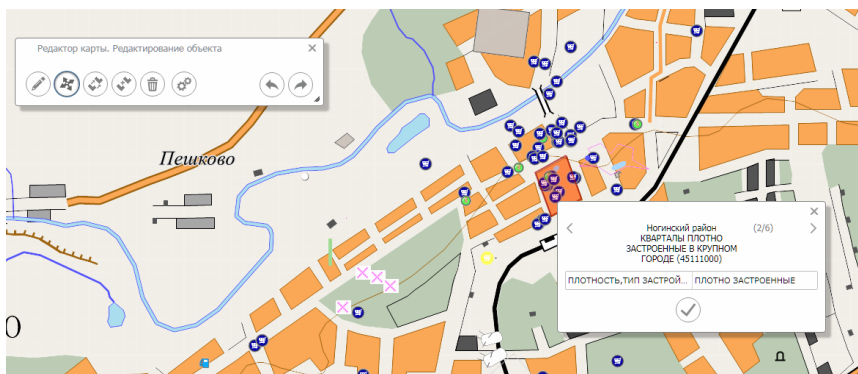 Редактор карты. Редактирование объекта
Пешково
Ногинский район (2/6)
КВАРТАЛЫ ПЛОТНО
ЗАСТРОЕННЫЕ В КРУПНОМ
ГОРОДЕ (45111000)
ПЛОТНОСТЬ,ТИП ЗАСТРОЙ... ПЛОТНО ЗАСТРОЕННЫЕ
О